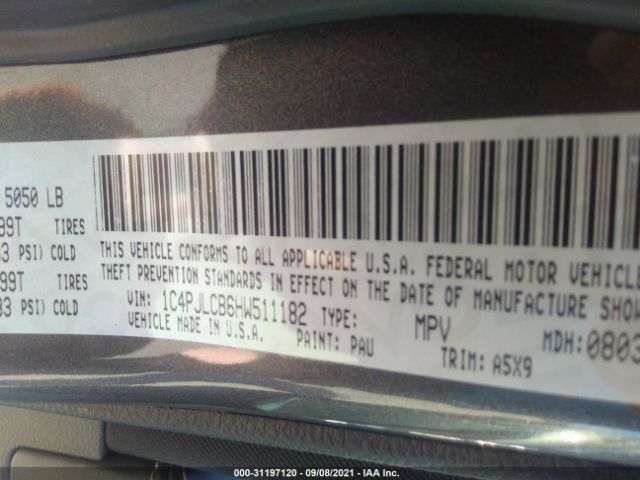 5050 LB
99T TIRES
33 PSI) COLD
99T TIRES
33 PSI) COLD
THIS VEHICLE CONFORMS TO ALL APPLICABLE U.S.A. FEDERAL MOTOR VEHICLE
THEFT PREVENTION STANDARDS IN EFFECT ON THE DATE OF MANUFACTURE SHOW
VIN: 1C4PJLCB6HW511182 TYPE: MPV MDH: 0803
VEHICLE MADE IN U.S.A. PAINT: PAU TRIM: A5X9
000-31197120 - 09/08/2021 - IAA Inc.